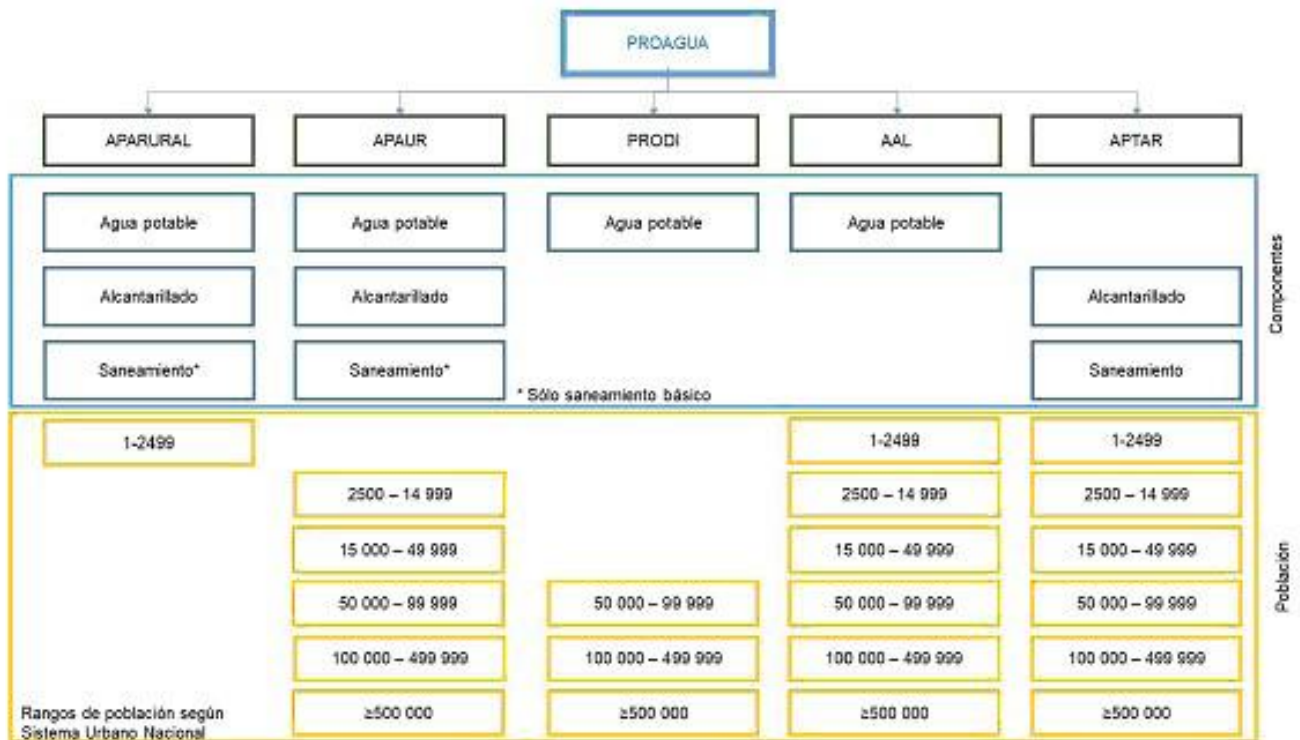 PROAGUA
APARURAL
APAUR
PRODI
AAL
APTAR
Agua potable
Agua potable
Agua potable
Agua potable
Alcantarillado
Alcantarillado
Alcantarillado
Saneamiento*
Saneamiento*
Saneamiento
* Sólo saneamiento básico
Componentes
1-2499
1-2499
1-2499
2500 – 14 999
2500 – 14 999
2500 – 14 999
15 000 – 49 999
15 000 – 49 999
15 000 – 49 999
50 000 – 99 999
50 000 – 99 999
50 000 – 99 999
50 000 – 99 999
100 000 – 499 999
100 000 – 499 999
100 000 – 499 999
100 000 – 499 999
≥500 000
≥500 000
≥500 000
≥500 000
Población
Rangos de población según
Sistema Urbano Nacional